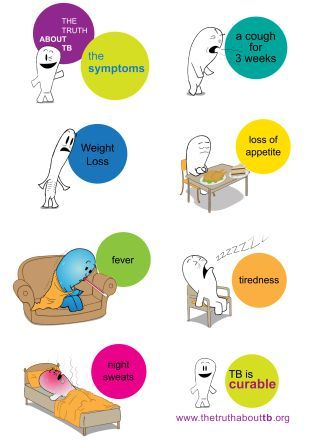 THE
TRUTH
ABOUT
TB
the
symptoms
a cough
for
3 weeks
Weight
Loss
loss of
appetite
fever
zzzzzzz
tiredness
night
sweats
TB is
curable
www.thetruthabouttb.org